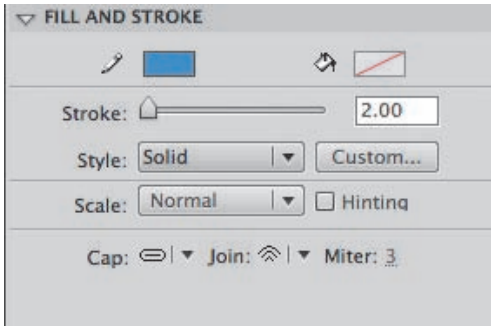 FILL AND STROKE
Stroke: 2.00
Style: Solid Custom...
Scale: Normal Hinting
Cap: Join: Miter: 3